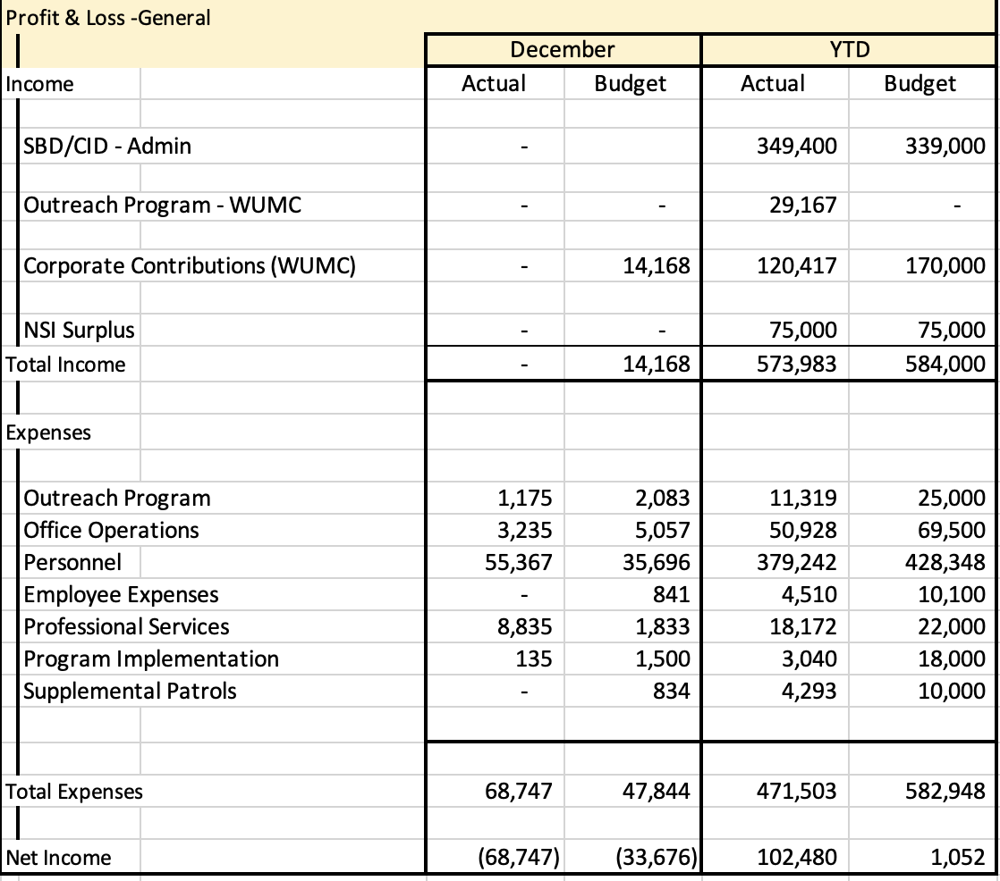 Profit & Loss -General
December YTD
Income Actual Budget Actual Budget
SBD/CID - Admin - 349,400 339,000
Outreach Program - WUMC - - 29,167 -
Corporate Contributions (WUMC) - 14,168 120,417 170,000
NSI Surplus - - 75,000 75,000
Total Income - 14,168 573,983 584,000
Expenses
Outreach Program 1,175 2,083 11,319 25,000
Office Operations 3,235 5,057 50,928 69,500
Personnel 55,367 35,696 379,242 428,348
Employee Expenses - 841 4,510 10,100
Professional Services 8,835 1,833 18,172 22,000
Program Implementation 135 1,500 3,040 18,000
Supplemental Patrols - 834 4,293 10,000
Total Expenses 68,747 47,844 471,503 582,948
Net Income (68,747) (33,676) 102,480 1,052